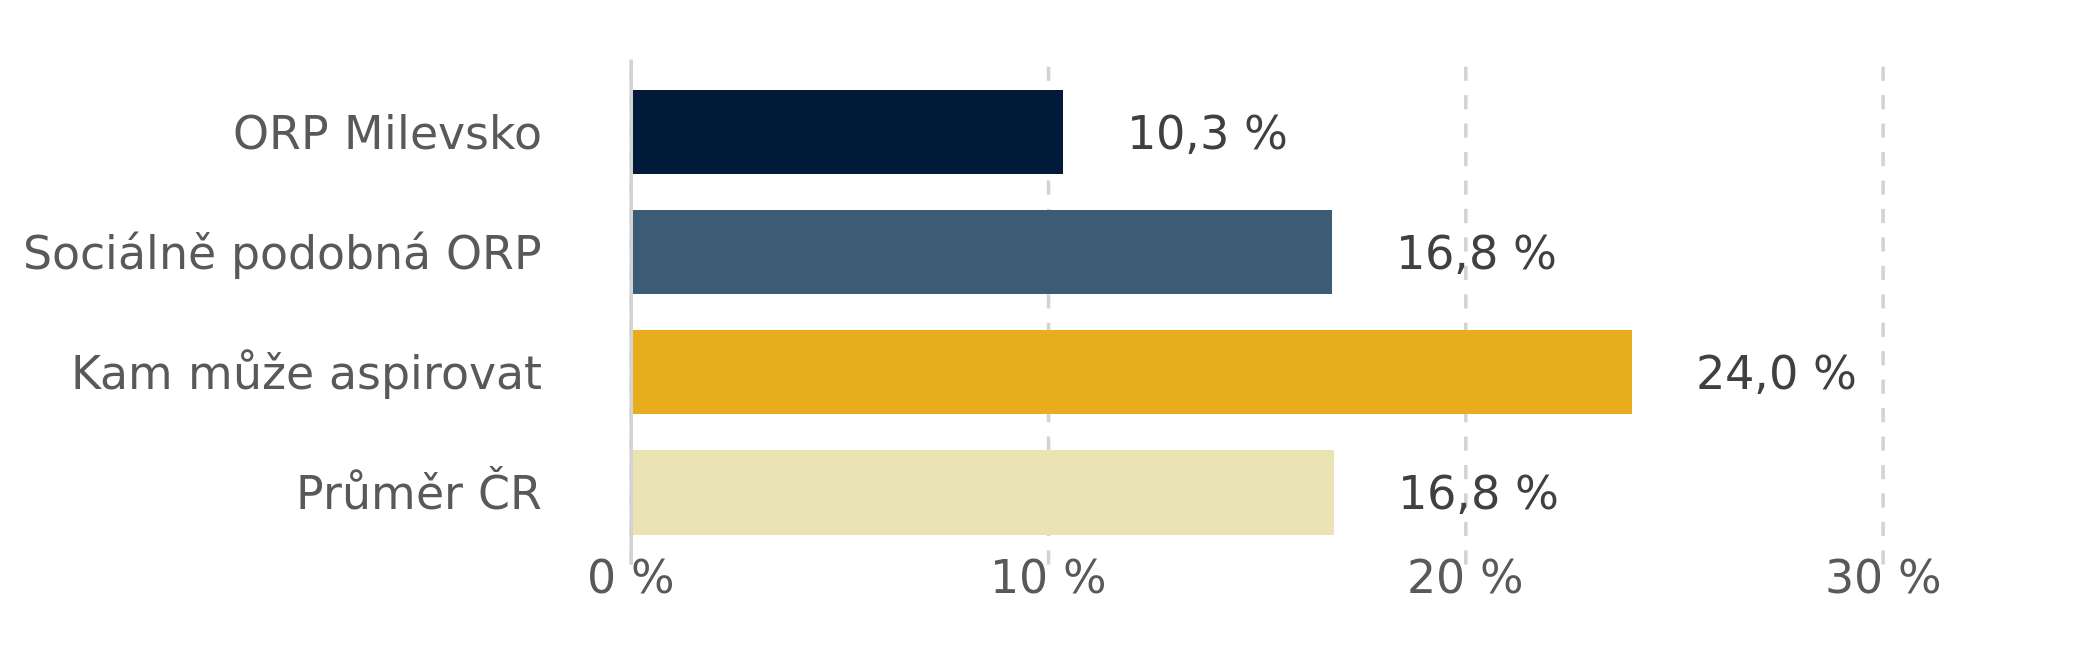 ORP Milevsko 10,3 %
Sociálně podobná ORP 16,8 %
Kam může aspirovat 24,0 %
Průměr ČR 16,8 %
0 % 10 % 20 % 30 %